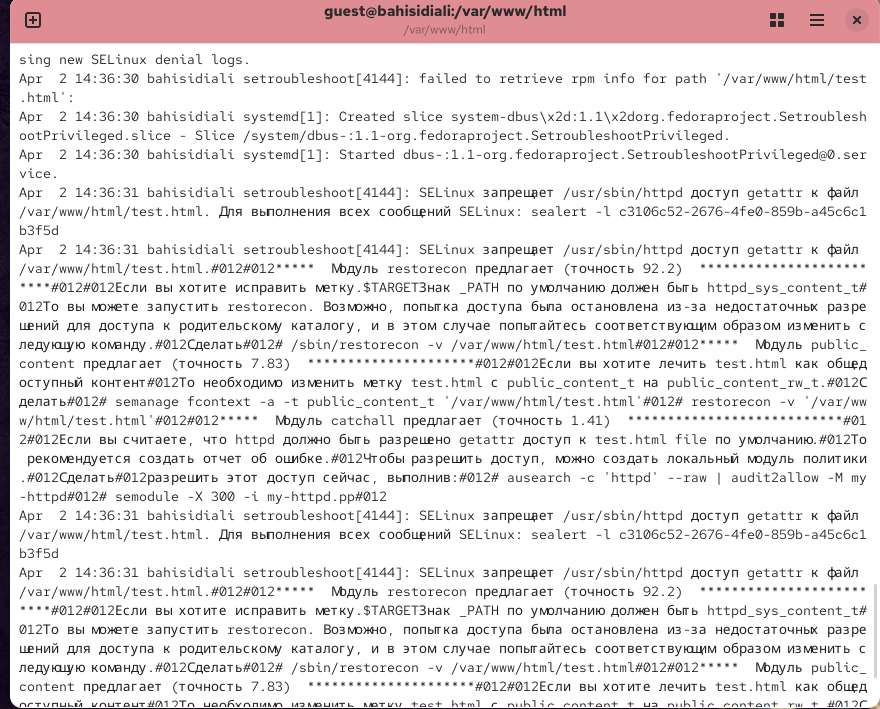 guest@bahisidiali:/var/www/html
/var/www/html
sing new SELinux denial logs.
Apr  2 14:36:30 bahisidiali setroubleshoot[4144]: failed to retrieve rpm info for path '/var/www/html/test
.html':
Apr  2 14:36:30 bahisidiali systemd[1]: Created slice system-dbus\x2d:1.1\x2dorg.fedoraproject.Setroublesh
ootPrivileged.slice - Slice /system/dbus-:1.1-org.fedoraproject.SetroubleshootPrivileged.
Apr  2 14:36:30 bahisidiali systemd[1]: Started dbus-:1.1-org.fedoraproject.SetroubleshootPrivileged@0.ser
vice.
Apr  2 14:36:31 bahisidiali setroubleshoot[4144]: SELinux запрещает /usr/sbin/httpd доступ getattr к файл
/var/www/html/test.html. Для выполнения всех сообщений SELinux: sealert -l c3106c52-2676-4fe0-859b-a45c6c1
b3f5d
Apr  2 14:36:31 bahisidiali setroubleshoot[4144]: SELinux запрещает /usr/sbin/httpd доступ getattr к файл
/var/www/html/test.html.#012#012*****  Модуль restorecon предлагает (точность 92.2)  *********************
****#012#012Если вы хотите исправить метку.$TARGETЗнак _PATH по умолчанию должен быть httpd_sys_content_t#
012То вы можете запустить restorecon. Возможно, попытка доступа была остановлена из-за недостаточных разре
шений для доступа к родительскому каталогу, и в этом случае попытайтесь соответствующим образом изменить с
ледующую команду.#012Сделать#012# /sbin/restorecon -v /var/www/html/test.html#012#012*****  Модуль public_
content предлагает (точность 7.83)  *********************#012#012Если вы хотите лечить test.html как общед
оступный контент#012То необходимо изменить метку test.html с public_content_t на public_content_rw_t.#012С
делать#012# semanage fcontext -a -t public_content_t '/var/www/html/test.html'#012# restorecon -v '/var/ww
w/html/test.html'#012#012*****  Модуль catchall предлагает (точность 1.41)  ***************************#01
2#012Если вы считаете, что httpd должно быть разрешено getattr доступ к test.html file по умолчанию.#012То
 рекомендуется создать отчет об ошибке.#012Чтобы разрешить доступ, можно создать локальный модуль политики
.#012Сделать#012разрешить этот доступ сейчас, выполнив:#012# ausearch -c 'httpd' --raw | audit2allow -M my
-httpd#012# semodule -X 300 -i my-httpd.pp#012
Apr  2 14:36:31 bahisidiali setroubleshoot[4144]: SELinux запрещает /usr/sbin/httpd доступ getattr к файл
/var/www/html/test.html. Для выполнения всех сообщений SELinux: sealert -l c3106c52-2676-4fe0-859b-a45c6c1
b3f5d
Apr  2 14:36:31 bahisidiali setroubleshoot[4144]: SELinux запрещает /usr/sbin/httpd доступ getattr к файл
/var/www/html/test.html.#012#012*****  Модуль restorecon предлагает (точность 92.2)  *********************
****#012#012Если вы хотите исправить метку.$TARGETЗнак _PATH по умолчанию должен быть httpd_sys_content_t#
012То вы можете запустить restorecon. Возможно, попытка доступа была остановлена из-за недостаточных разре
шений для доступа к родительскому каталогу, и в этом случае попытайтесь соответствующим образом изменить с
ледующую команду.#012Сделать#012# /sbin/restorecon -v /var/www/html/test.html#012#012*****  Модуль public_
content предлагает (точность 7.83)  *********************#012#012Если вы хотите лечить test.html как общед
оступный контент#012То необходимо изменить метку test.html с public_content_t на public_content_rw_t.#012С